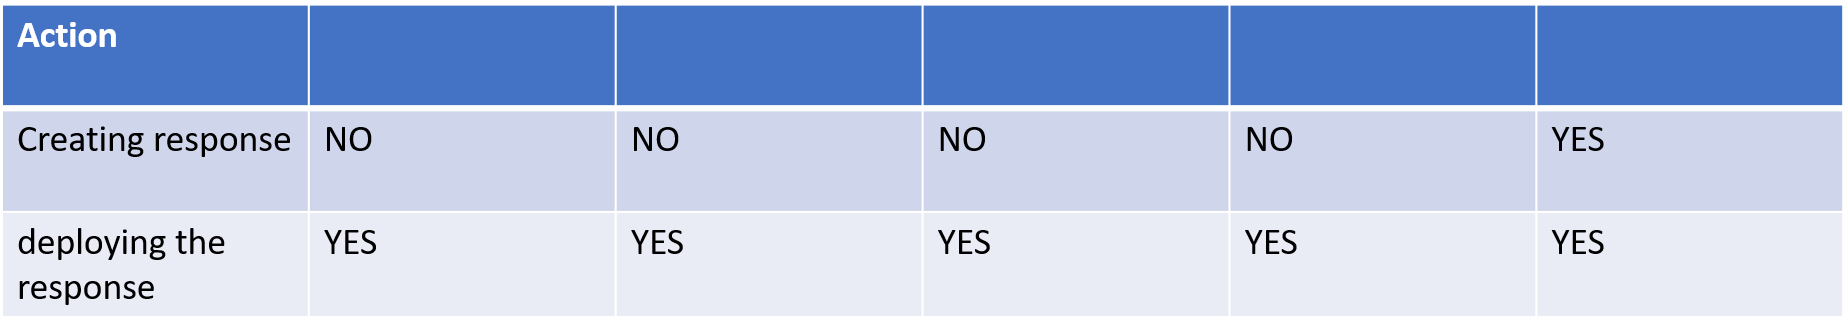 Action
Creating response NO NO NO NO YES
deploying the YES YES YES YES YES
response